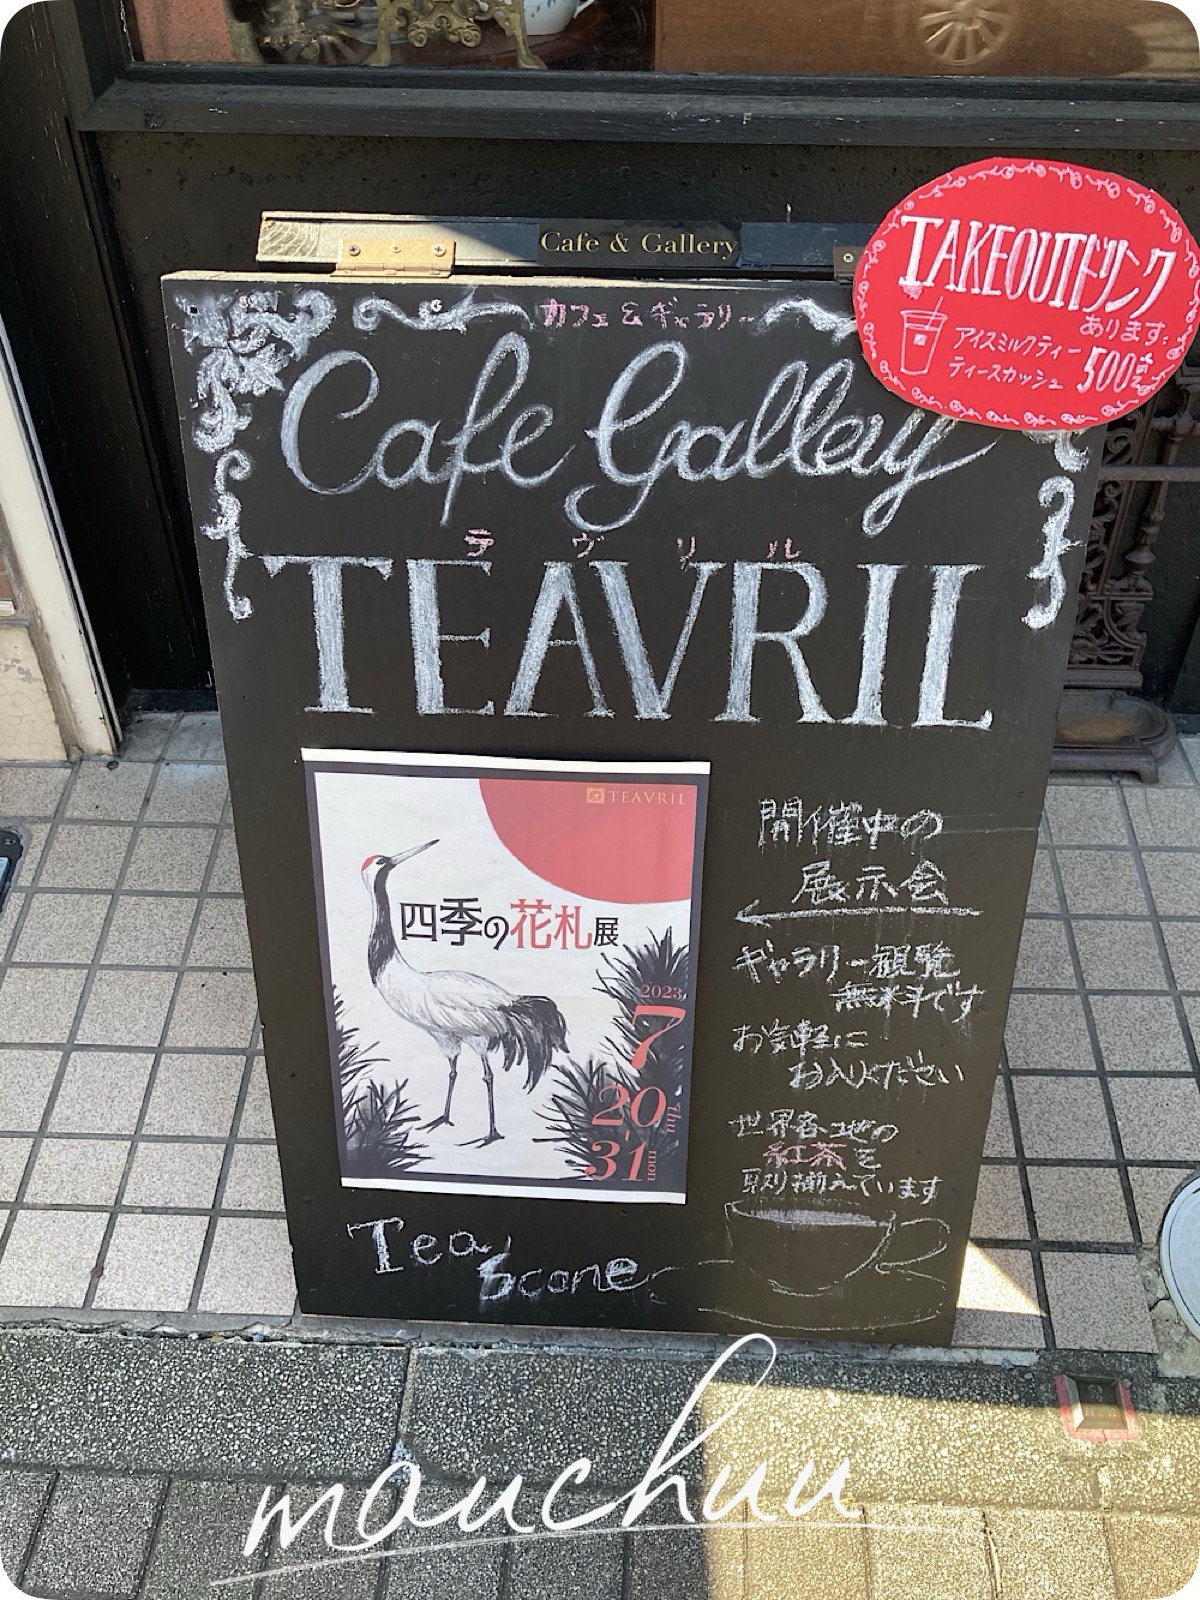 Cafe & Gallery
TAKEOUTドリンク
あります!
アイスミルクティー
ティースカッシュ 500
カフェ&ギャラリー
Cafe Gallery
テヴリル
TEAVRIL
TEAVRIL
四季の花札展
2023
7
20 thu
31 mon
開催中の
展示会
ギャラリー観覧
無料です
お気軽に
お入りください
世界各地の
紅茶を
取り揃えています
Tea
Scone
mauchuu